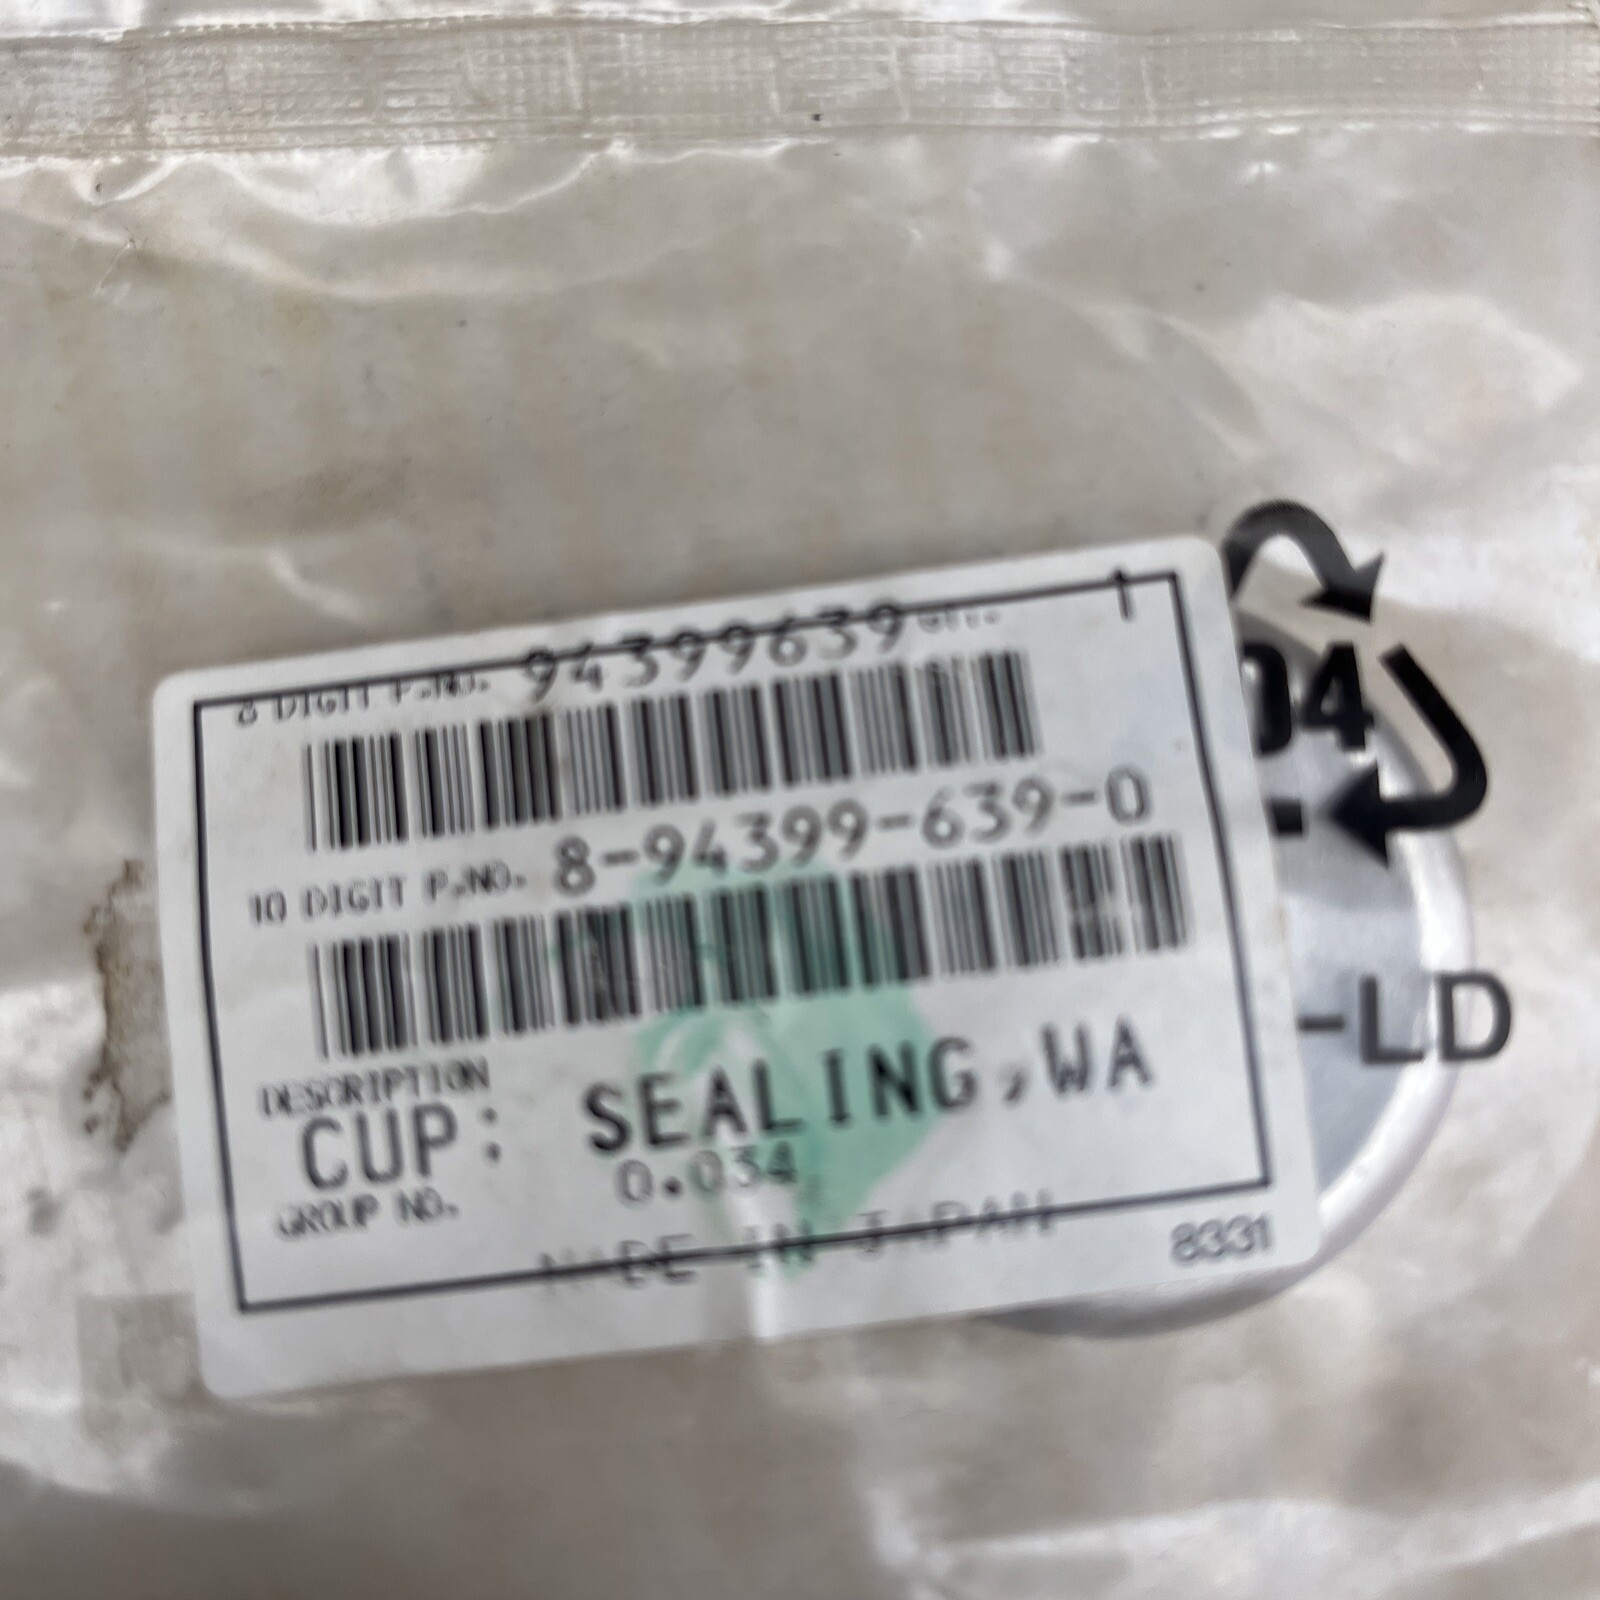 8 DIGIT P.NO. 94399639 QTY. 1
10 DIGIT P.NO. 8-94399-639-0
DESCRIPTION
CUP: SEALING,WA
GROUP NO. 0.034
MADE IN JAPAN
8331
04
-LD